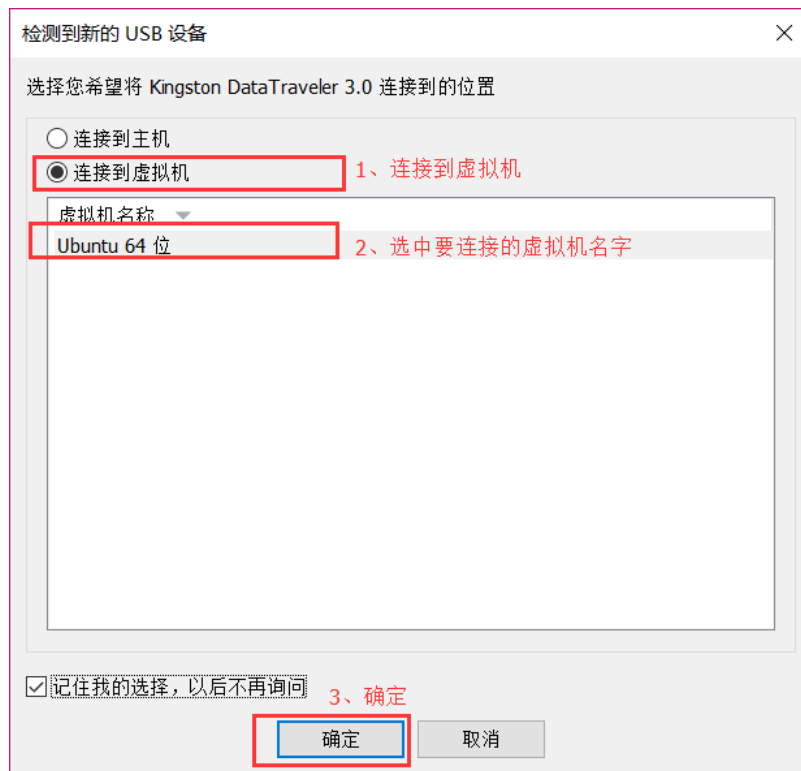 检测到新的 USB 设备
选择您希望将 Kingston DataTraveler 3.0 连接到的位置
连接到主机
连接到虚拟机 1、连接到虚拟机
虚拟机名称
Ubuntu 64 位 2、选中要连接的虚拟机名字
记住我的选择，以后不再询问
3、确定
确定 取消